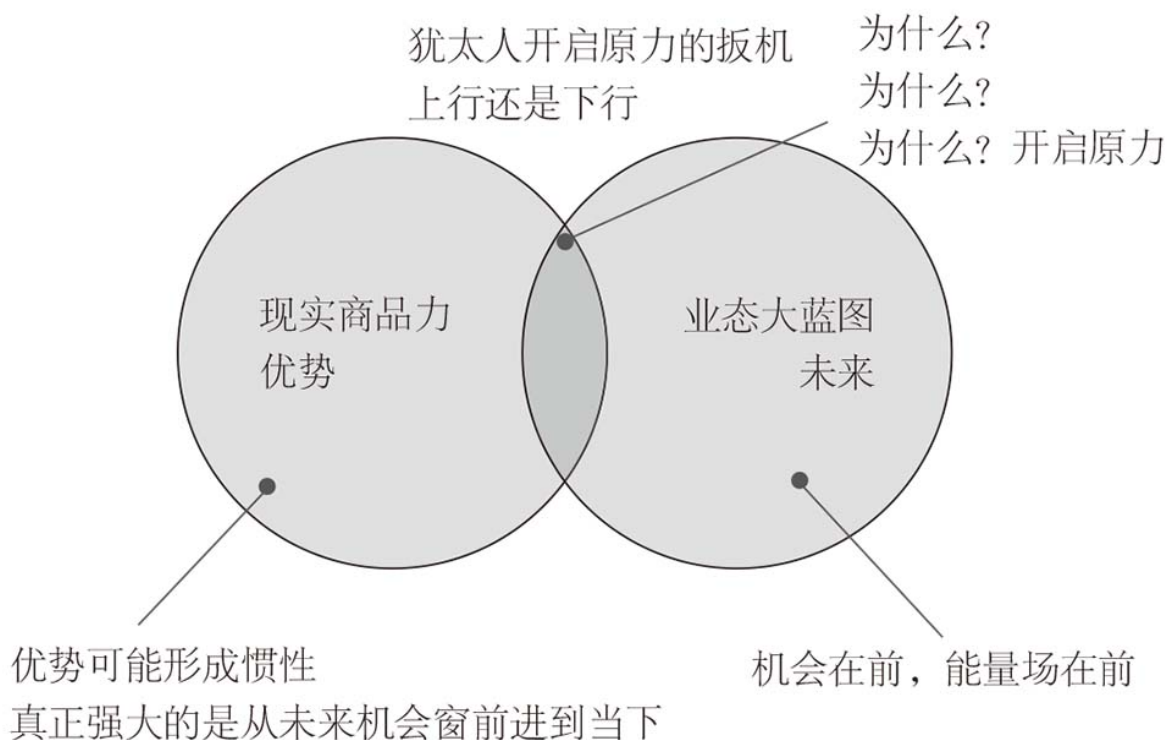 犹太人开启原力的扳机
上行还是下行
为什么?
为什么?
为什么? 开启原力
现实商品力
优势
业态大蓝图
未来
优势可能形成惯性
真正强大的是从未来机会窗前进到当下
机会在前，能量场在前